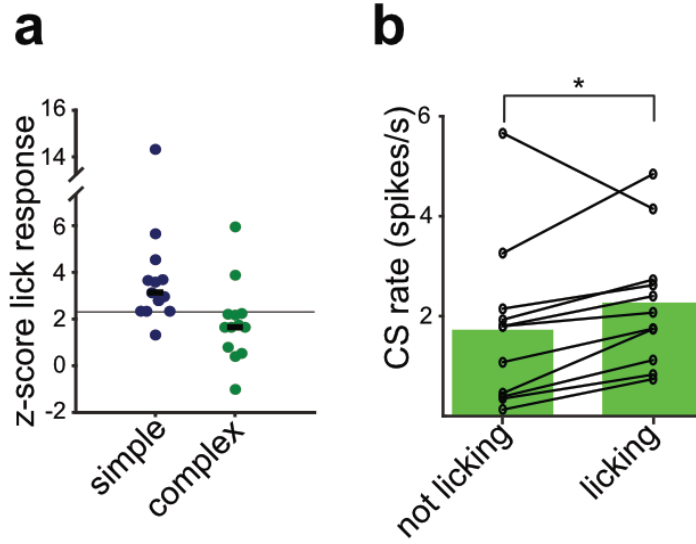 a
z-score lick response
16
14
6
4
2
0
-2
simple
complex
b
*
CS rate (spikes/s)
6
4
2
not licking
licking